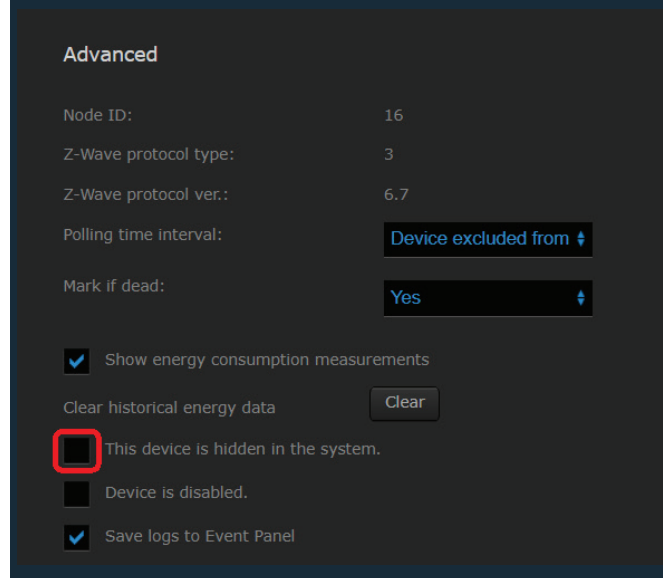 Advanced
Node ID: 16
Z-Wave protocol type: 3
Z-Wave protocol ver.: 6.7
Polling time interval: Device excluded from
Mark if dead: Yes
Show energy consumption measurements
Clear historical energy data Clear
This device is hidden in the system.
Device is disabled.
Save logs to Event Panel